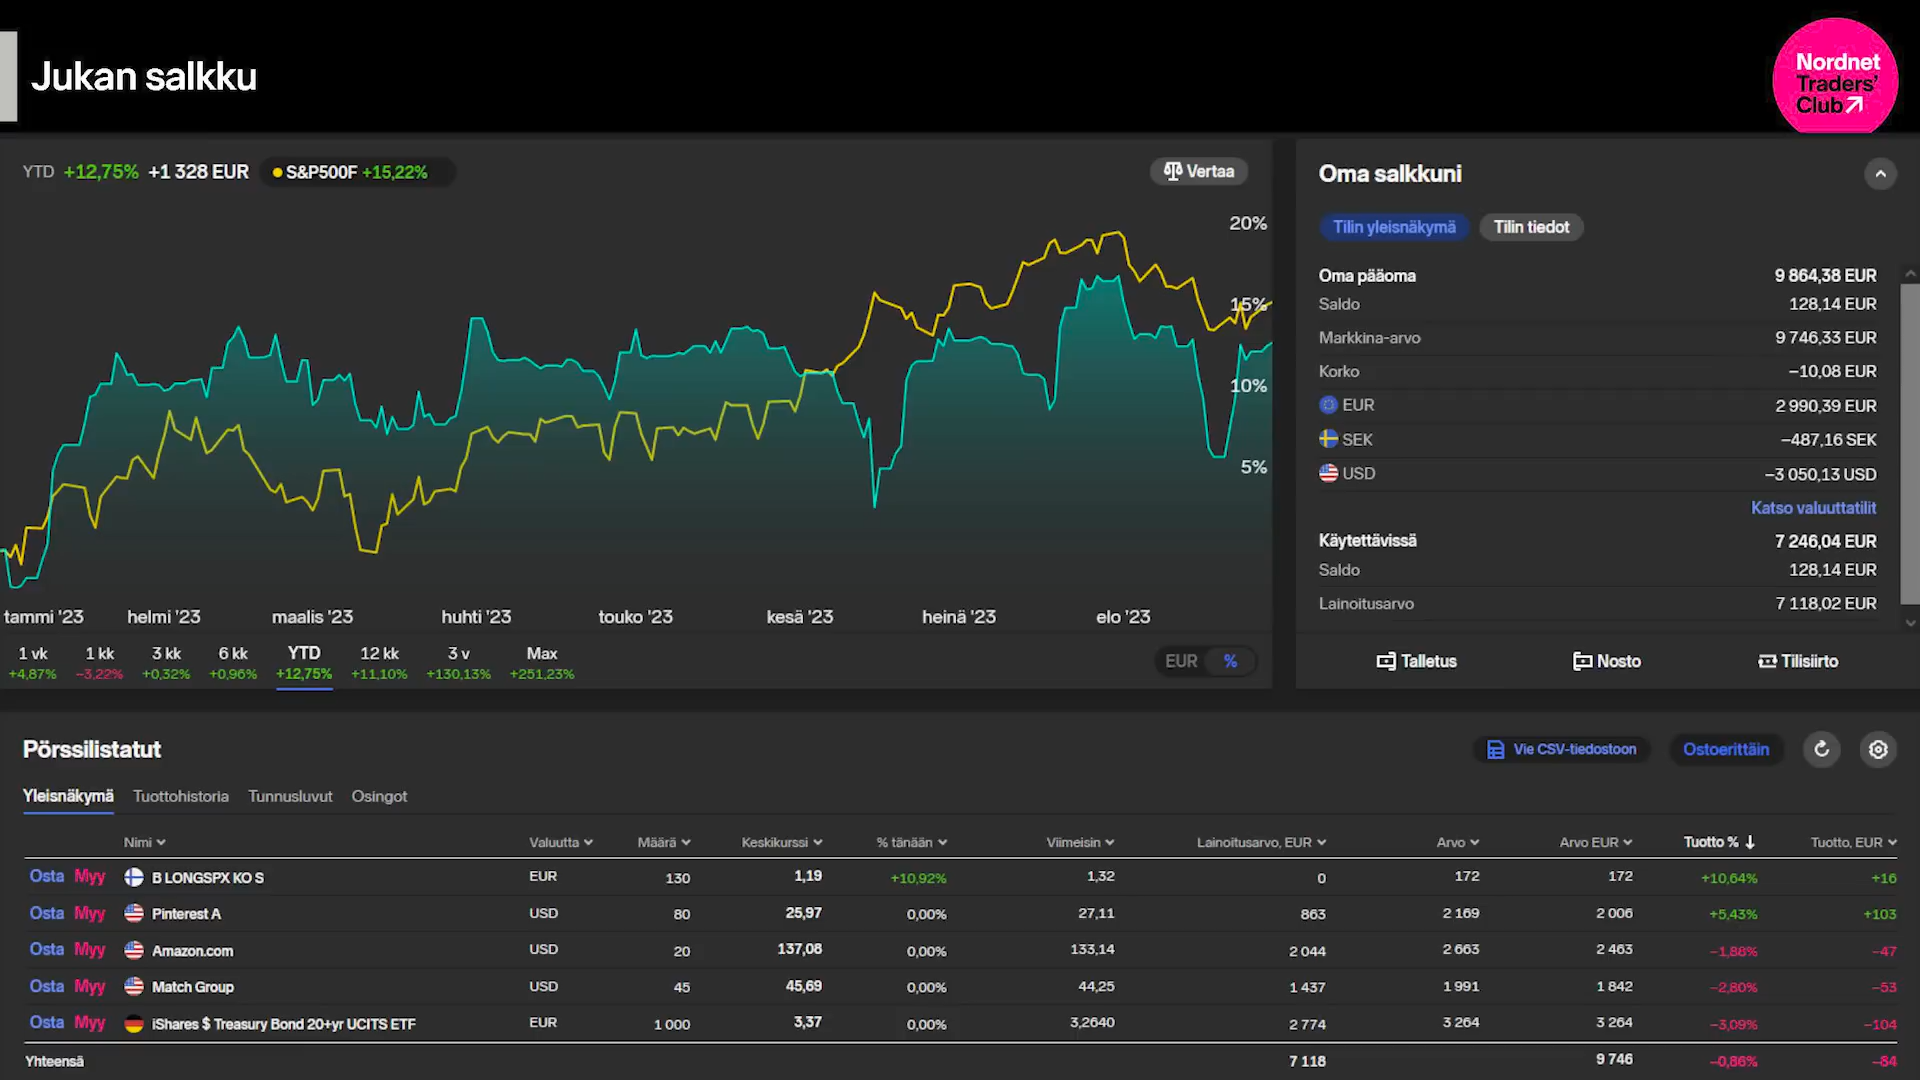 Jukan salkku
Nordnet
Traders'
Club
YTD +12,75% +1 328 EUR S&P500F +15,22%
Vertaa
20%
15%
10%
5%
tammi '23 helmi '23 maalis '23 huhti '23 touko '23 kesä '23 heinä '23 elo '23
1 vk 1 kk 3 kk 6 kk YTD 12 kk 3 v Max
+4,87% −3,22% +0,32% +0,96% +12,75% +11,10% +130,13% +251,23%
EUR %
Oma salkkuni
Tilin yleisnäkymä Tilin tiedot
Oma pääoma 9 864,38 EUR
Saldo 128,14 EUR
Markkina-arvo 9 746,33 EUR
Korko −10,08 EUR
EUR 2 990,39 EUR
SEK −487,16 SEK
USD −3 050,13 USD
Katso valuuttatilit
Käytettävissä 7 246,04 EUR
Saldo 128,14 EUR
Lainoitusarvo 7 118,02 EUR
Talletus Nosto Tilisiirto
Pörssilistatut
Vie CSV-tiedostoon Ostoerittäin
Yleisnäkymä Tuottohistoria Tunnusluvut Osingot
Nimi Valuutta Määrä Keskikurssi % tänään Viimeisin Lainoitusarvo, EUR Arvo Arvo EUR Tuotto % ↓ Tuotto, EUR
Osta Myy B LONGSPX KO S EUR 130 1,19 +10,92% 1,32 0 172 172 +10,64% +16
Osta Myy Pinterest A USD 80 25,97 0,00% 27,11 863 2 169 2 006 +5,43% +103
Osta Myy Amazon.com USD 20 137,08 0,00% 133,14 2 044 2 663 2 463 −1,88% −47
Osta Myy Match Group USD 45 45,69 0,00% 44,25 1 437 1 991 1 842 −2,80% −53
Osta Myy iShares $ Treasury Bond 20+yr UCITS ETF EUR 1 000 3,37 0,00% 3,2640 2 774 3 264 3 264 −3,09% −104
Yhteensä 7 118 9 746 −0,86% −84